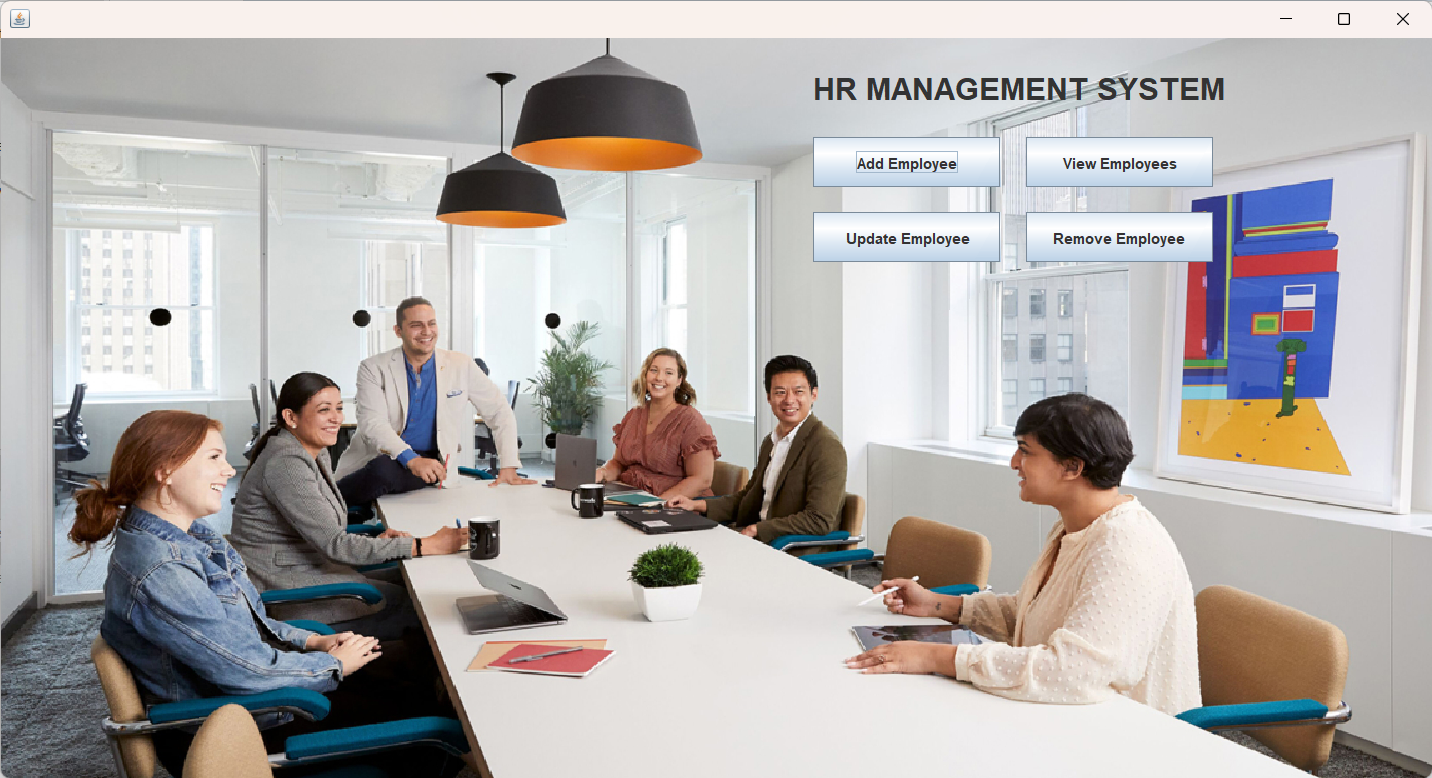 HR MANAGEMENT SYSTEM
Add Employee
View Employees
Update Employee
Remove Employee